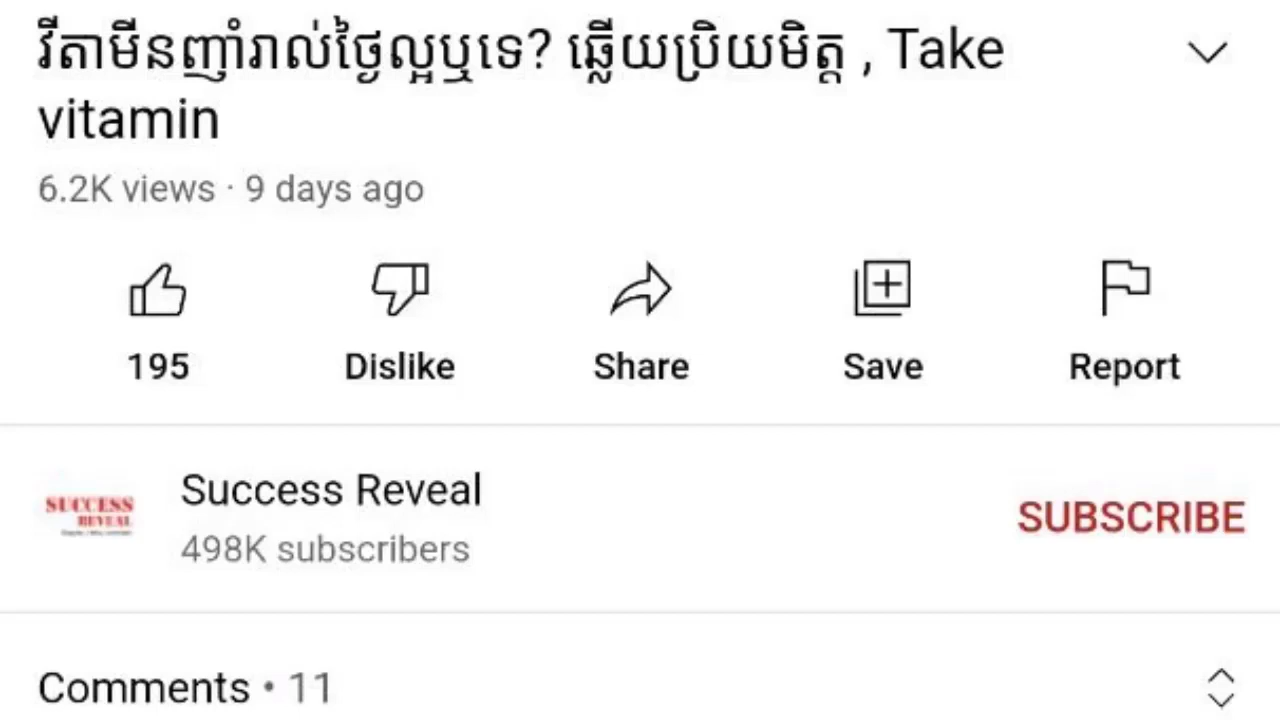 វីតាមីនញ៉ាំរាល់ថ្ងៃល្អឬទេ? ឆ្លើយប្រិយមិត្ត , Take
vitamin
6.2K views · 9 days ago
195
Dislike
Share
Save
Report
SUCCESS
REVEAL
Success Reveal
498K subscribers
SUBSCRIBE
Comments • 11